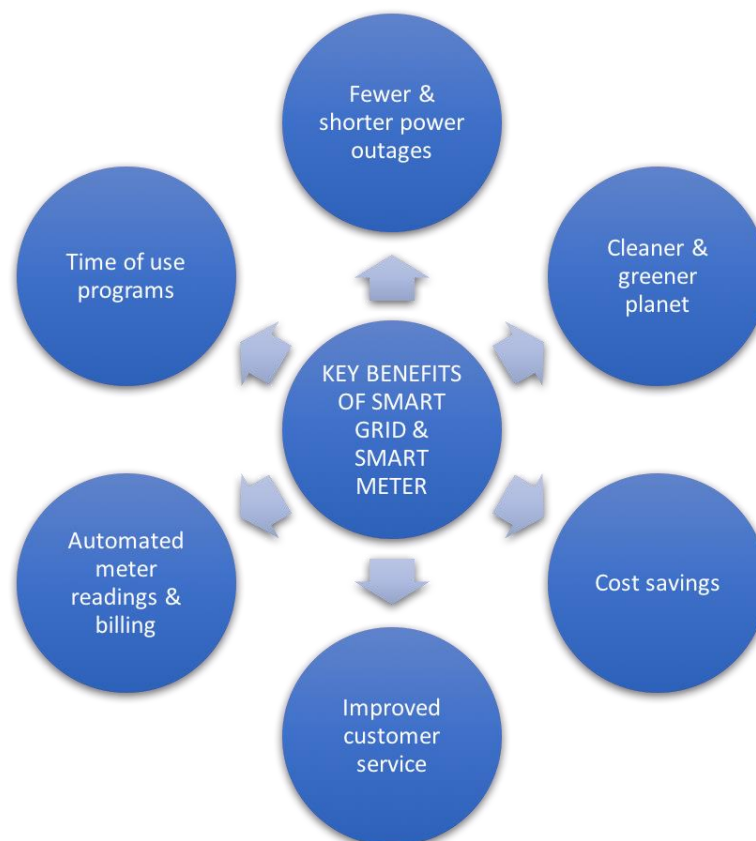 Fewer &
shorter power
outages
Time of use
programs
Cleaner &
greener
planet
KEY BENEFITS
OF SMART
GRID &
SMART
METER
Automated
meter
readings &
billing
Cost savings
Improved
customer
service